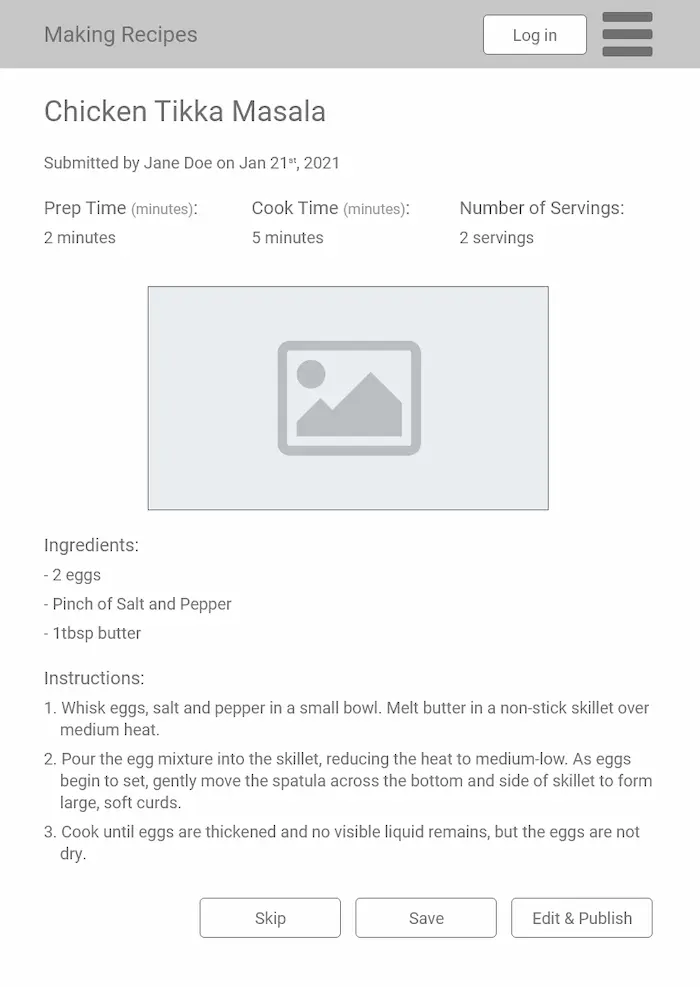 Making Recipes
Log in
Chicken Tikka Masala
Submitted by Jane Doe on Jan 21st, 2021
Prep Time (minutes): Cook Time (minutes): Number of Servings:
2 minutes 5 minutes 2 servings
Ingredients:
- 2 eggs
- Pinch of Salt and Pepper
- 1tbsp butter
Instructions:
1. Whisk eggs, salt and pepper in a small bowl. Melt butter in a non-stick skillet over
medium heat.
2. Pour the egg mixture into the skillet, reducing the heat to medium-low. As eggs
begin to set, gently move the spatula across the bottom and side of skillet to form
large, soft curds.
3. Cook until eggs are thickened and no visible liquid remains, but the eggs are not
dry.
Skip Save Edit & Publish